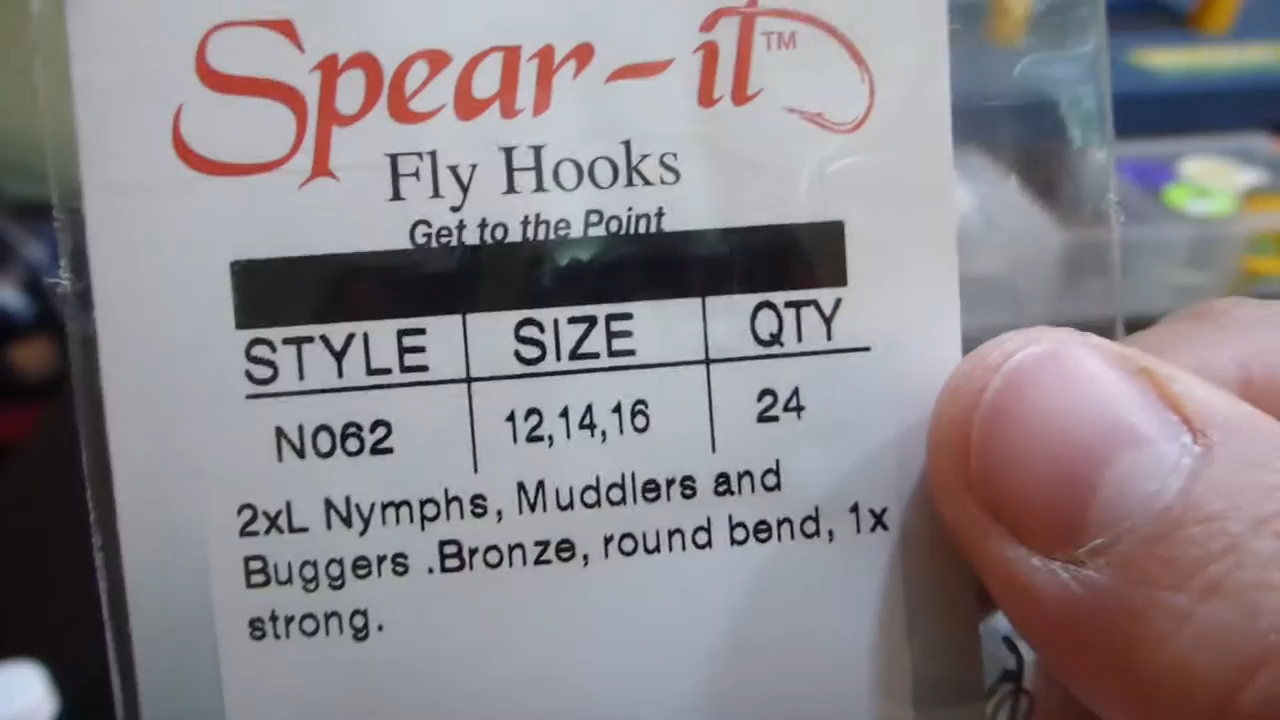 Spear-it™
Fly Hooks
Get to the Point
STYLE SIZE QTY
N062 12,14,16 24
2xL Nymphs, Muddlers and
Buggers .Bronze, round bend, 1x
strong.